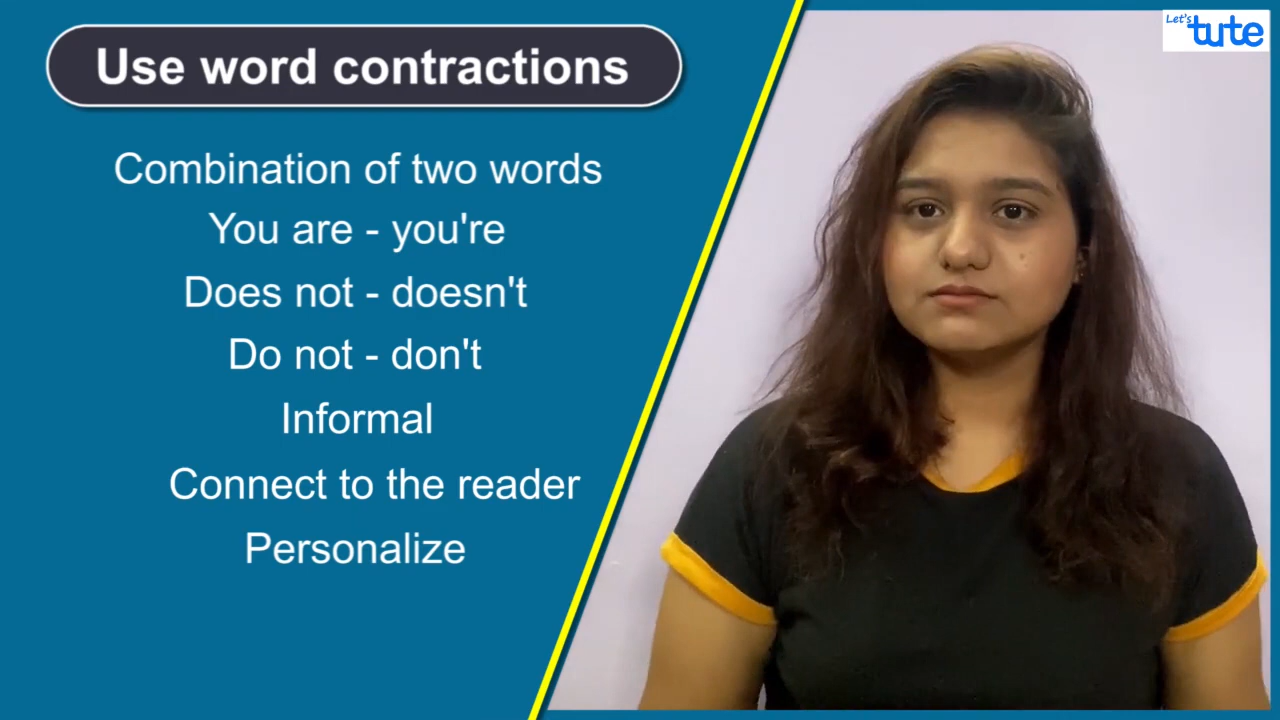 Use word contractions
Combination of two words
You are - you're
Does not - doesn't
Do not - don't
Informal
Connect to the reader
Personalize
Let's
tute